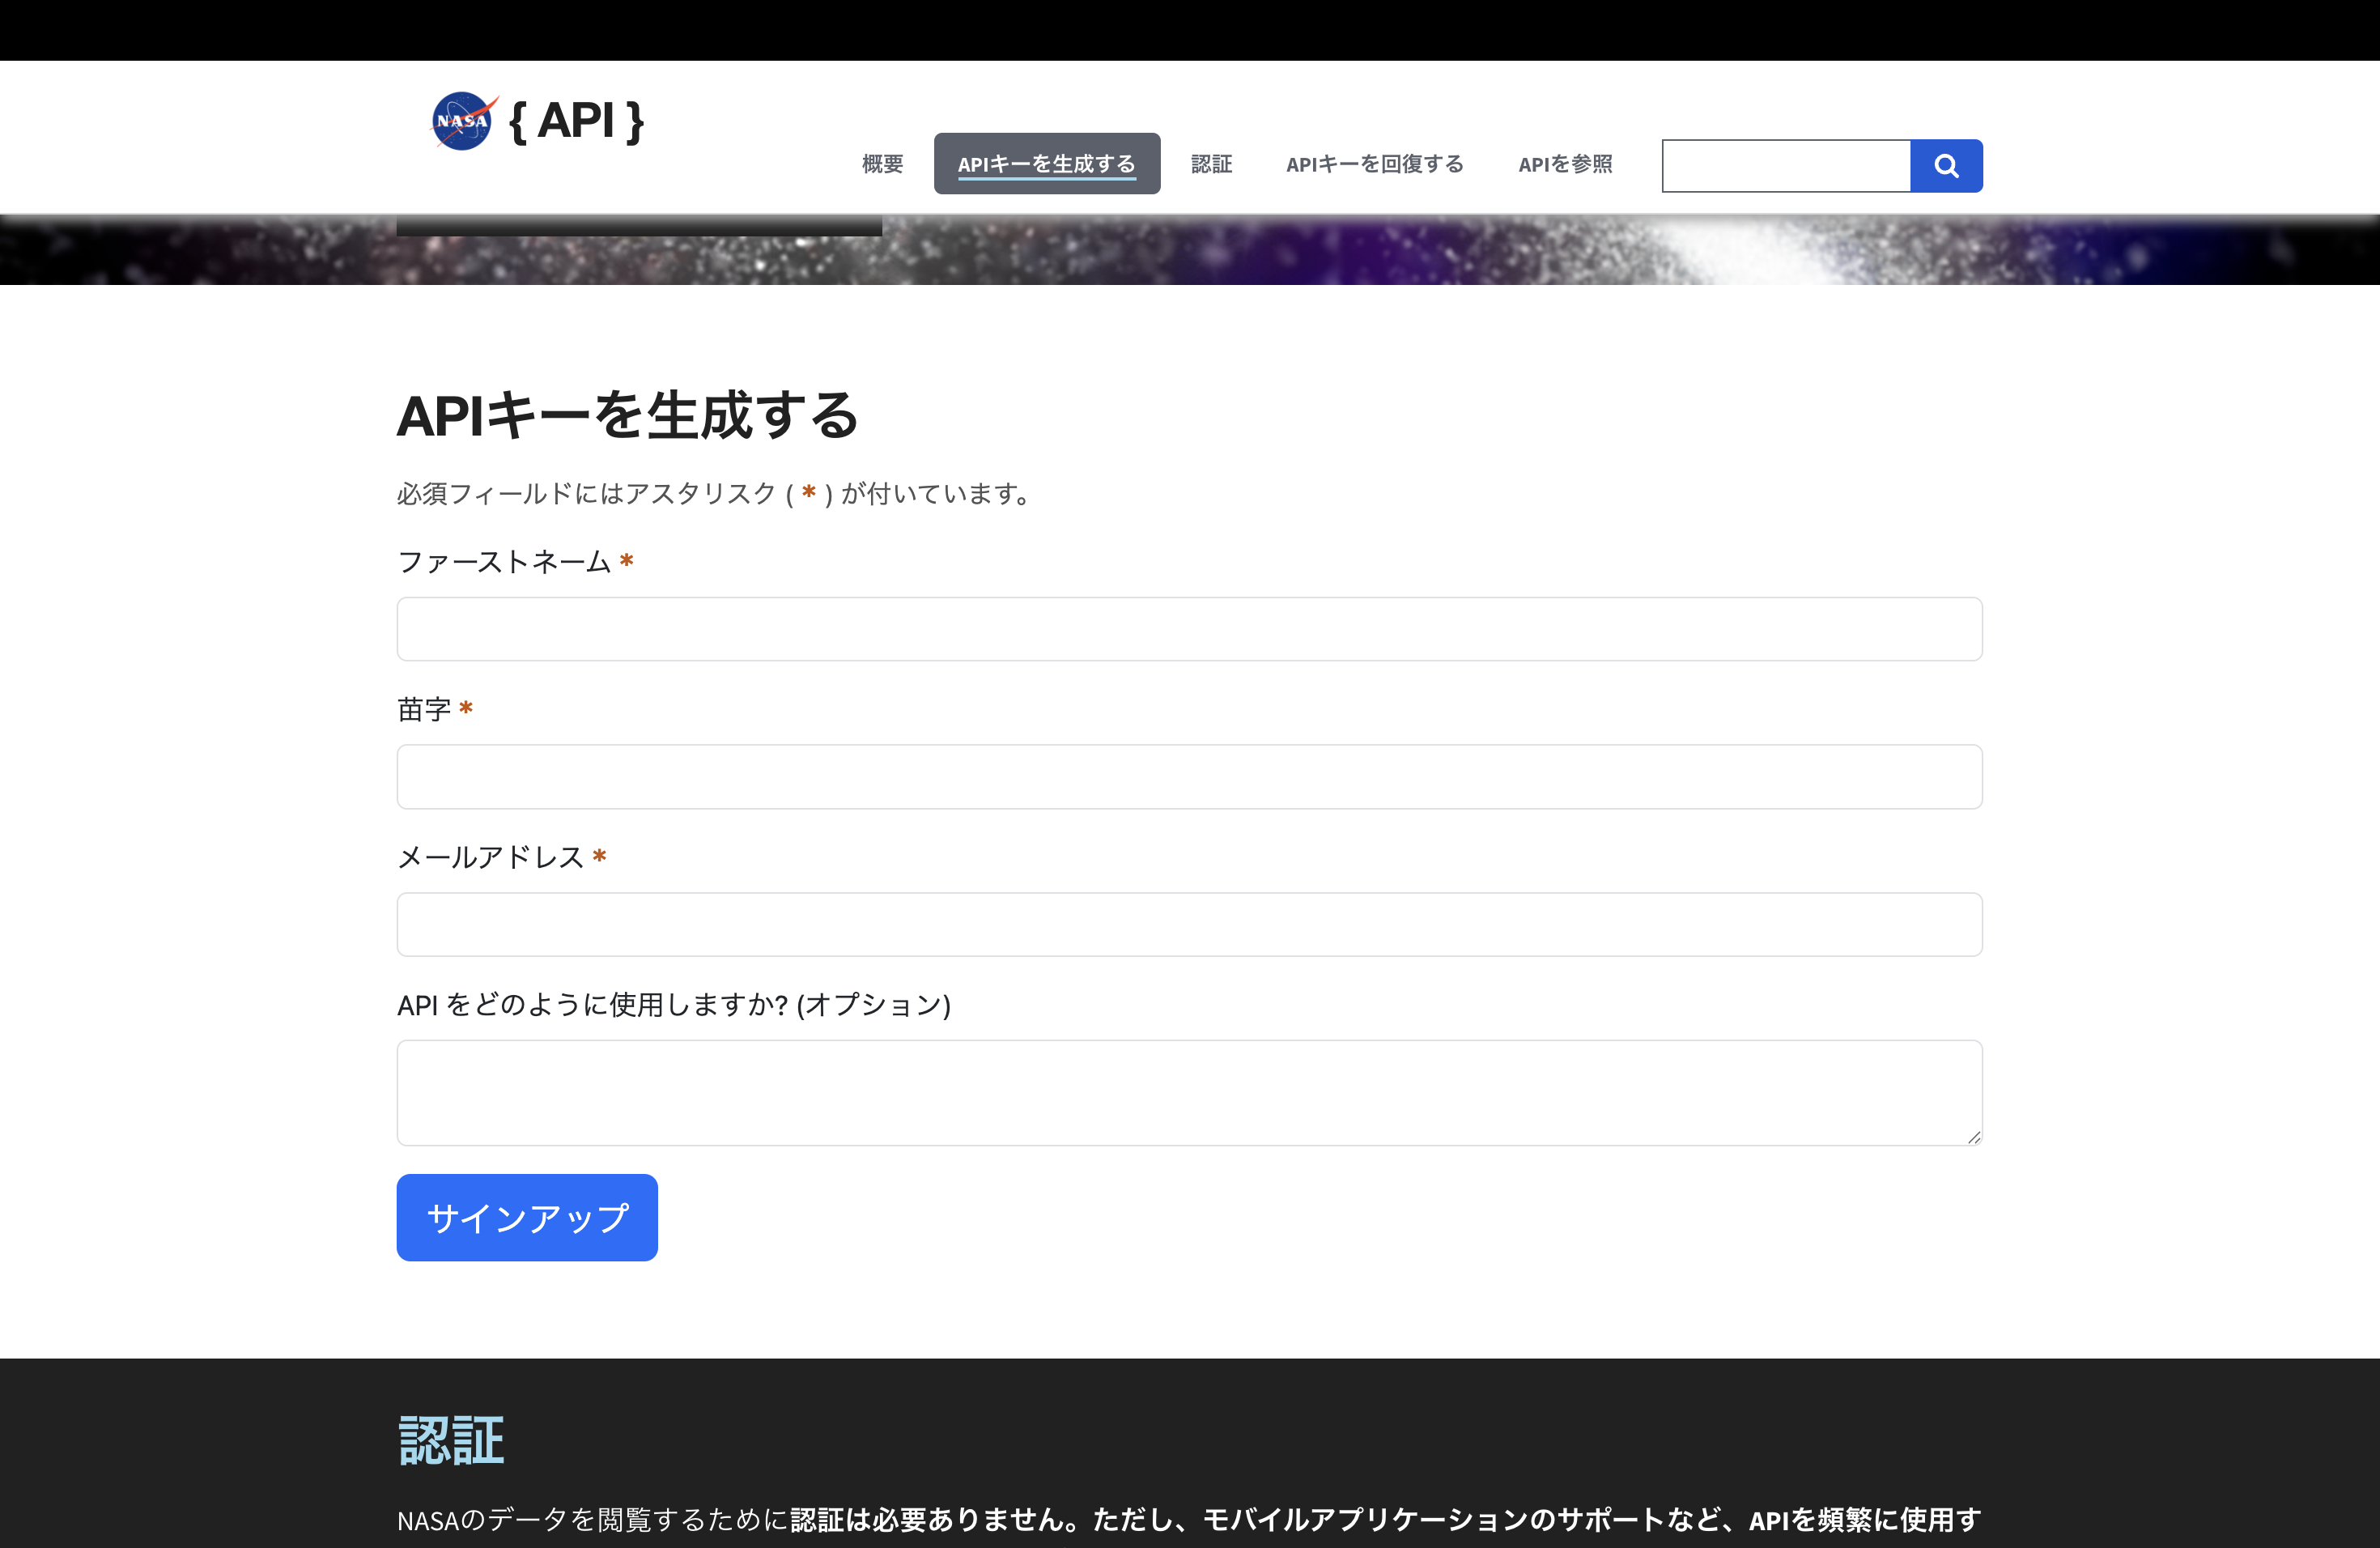 NASA { API }
概要 APIキーを生成する 認証 APIキーを回復する APIを参照
APIキーを生成する
必須フィールドにはアスタリスク ( * ) が付いています。
ファーストネーム *
苗字 *
メールアドレス *
API をどのように使用しますか? (オプション)
サインアップ
認証
NASAのデータを閲覧するために認証は必要ありません。ただし、モバイルアプリケーションのサポートなど、APIを頻繁に使用す